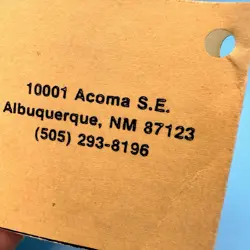 10001 Acoma S.E.
Albuquerque, NM 87123
(505) 293-8196